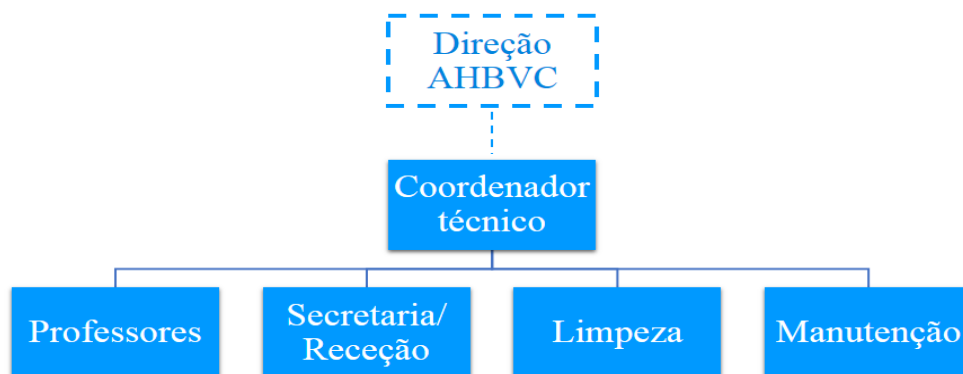 Direção
AHBVC
Coordenador
técnico
Professores
Secretaria/
Receção
Limpeza
Manutenção